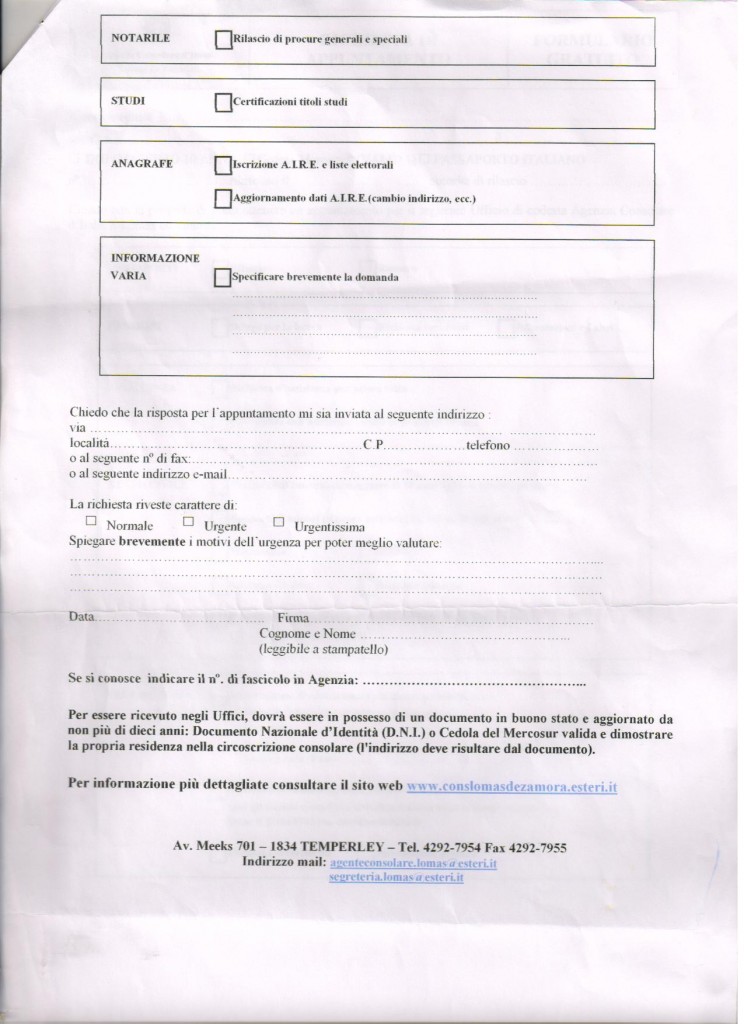 NOTARILE Rilascio di procure generali e speciali
STUDI Certificazioni titoli studi
ANAGRAFE Iscrizione A.I.R.E. e liste elettorali
Aggiornamento dati A.I.R.E.(cambio indirizzo, ecc.)
INFORMAZIONE
VARIA Specificare brevemente la domanda
Chiedo che la risposta per l`appuntamento mi sia inviata al seguente indirizzo :
via
località C.P. telefono
o al seguente nº di fax:
o al seguente indirizzo e-mail
La richiesta riveste carattere di:
Normale Urgente Urgentissima
Spiegare brevemente i motivi dell`urgenza per poter meglio valutare:
Data Firma
Cognome e Nome
(leggibile a stampatello)
Se si conosce indicare il nº. di fascicolo in Agenzia:
Per essere ricevuto negli Uffici, dovrà essere in possesso di un documento in buono stato e aggiornato da
non più di dieci anni: Documento Nazionale d'Identità (D.N.I.) o Cedola del Mercosur valida e dimostrare
la propria residenza nella circoscrizione consolare (l'indirizzo deve risultare dal documento).
Per informazione più dettagliate consultare il sito web www.conslomasdezamora.esteri.it
Av. Meeks 701 – 1834 TEMPERLEY – Tel. 4292-7954 Fax 4292-7955
Indirizzo mail: agenteconsolare.lomas@esteri.it
segreteria.lomas@esteri.it